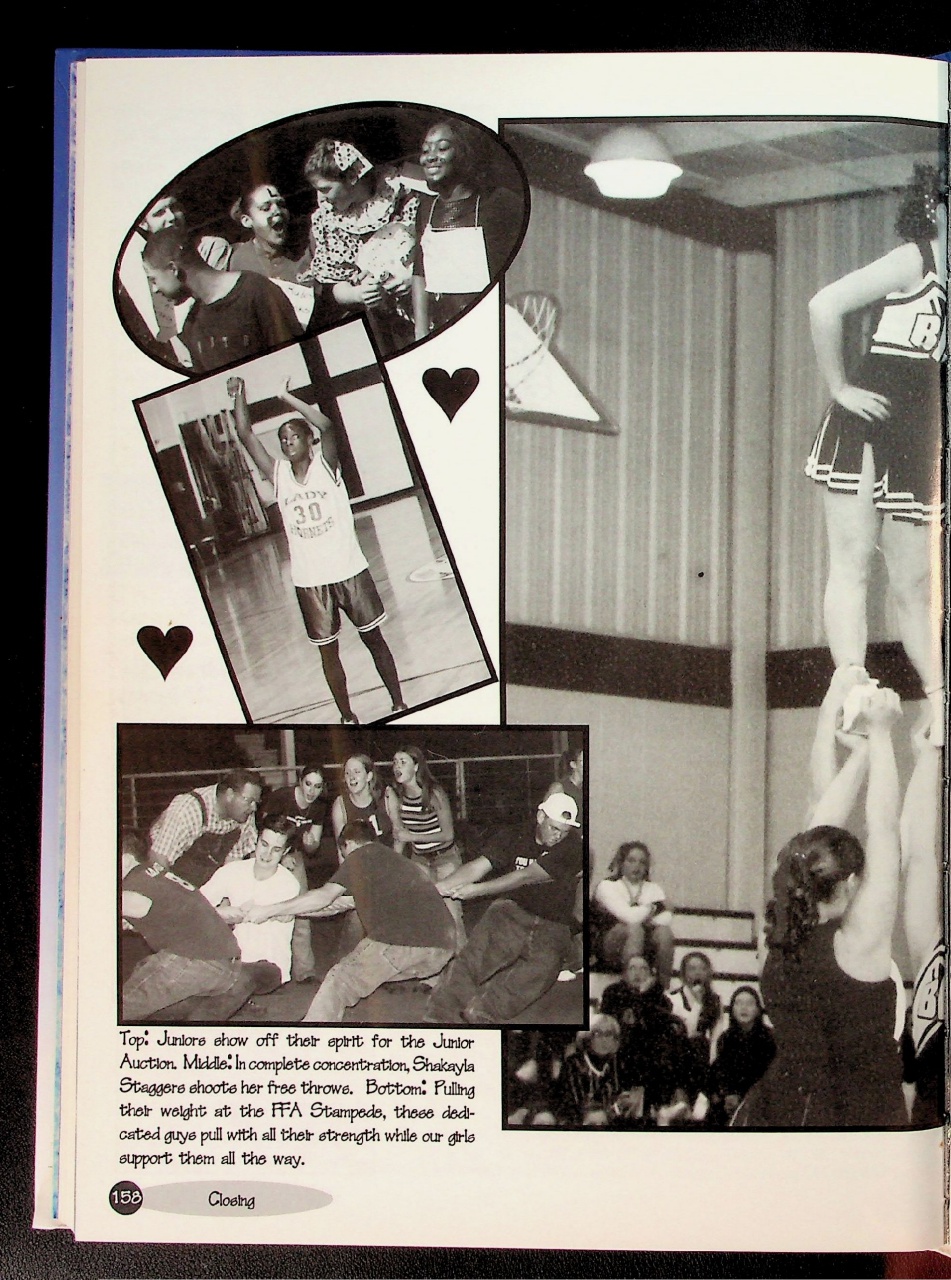 LADY
30
HORNETS
Top: Juniors show off their spirit for the Junior
Auction. Middle: In complete concentration, Shakayla
Staggers shoots her free throws. Bottom: Pulling
their weight at the FFA Stampede, these dedi-
cated guys pull with all their strength while our girls
support them all the way.
158
Closing